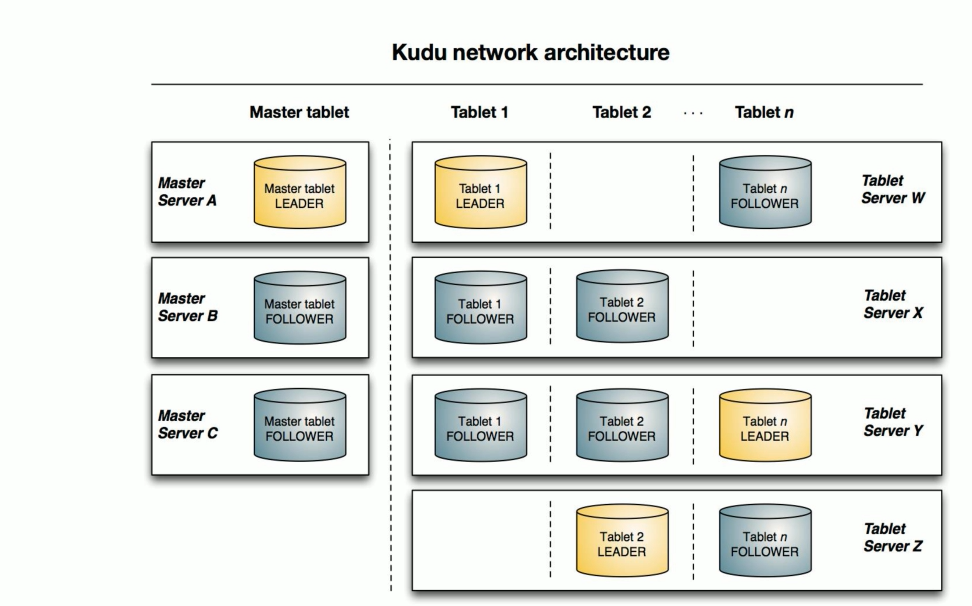 Kudu network architecture
Master tablet Tablet 1 Tablet 2 ... Tablet n
Master
Server A
Master tablet
LEADER
Tablet 1
LEADER
Tablet n
FOLLOWER
Tablet
Server W
Master
Server B
Master tablet
FOLLOWER
Tablet 1
FOLLOWER
Tablet 2
FOLLOWER
Tablet
Server X
Master
Server C
Master tablet
FOLLOWER
Tablet 1
FOLLOWER
Tablet 2
FOLLOWER
Tablet n
LEADER
Tablet
Server Y
Tablet 2
LEADER
Tablet n
FOLLOWER
Tablet
Server Z